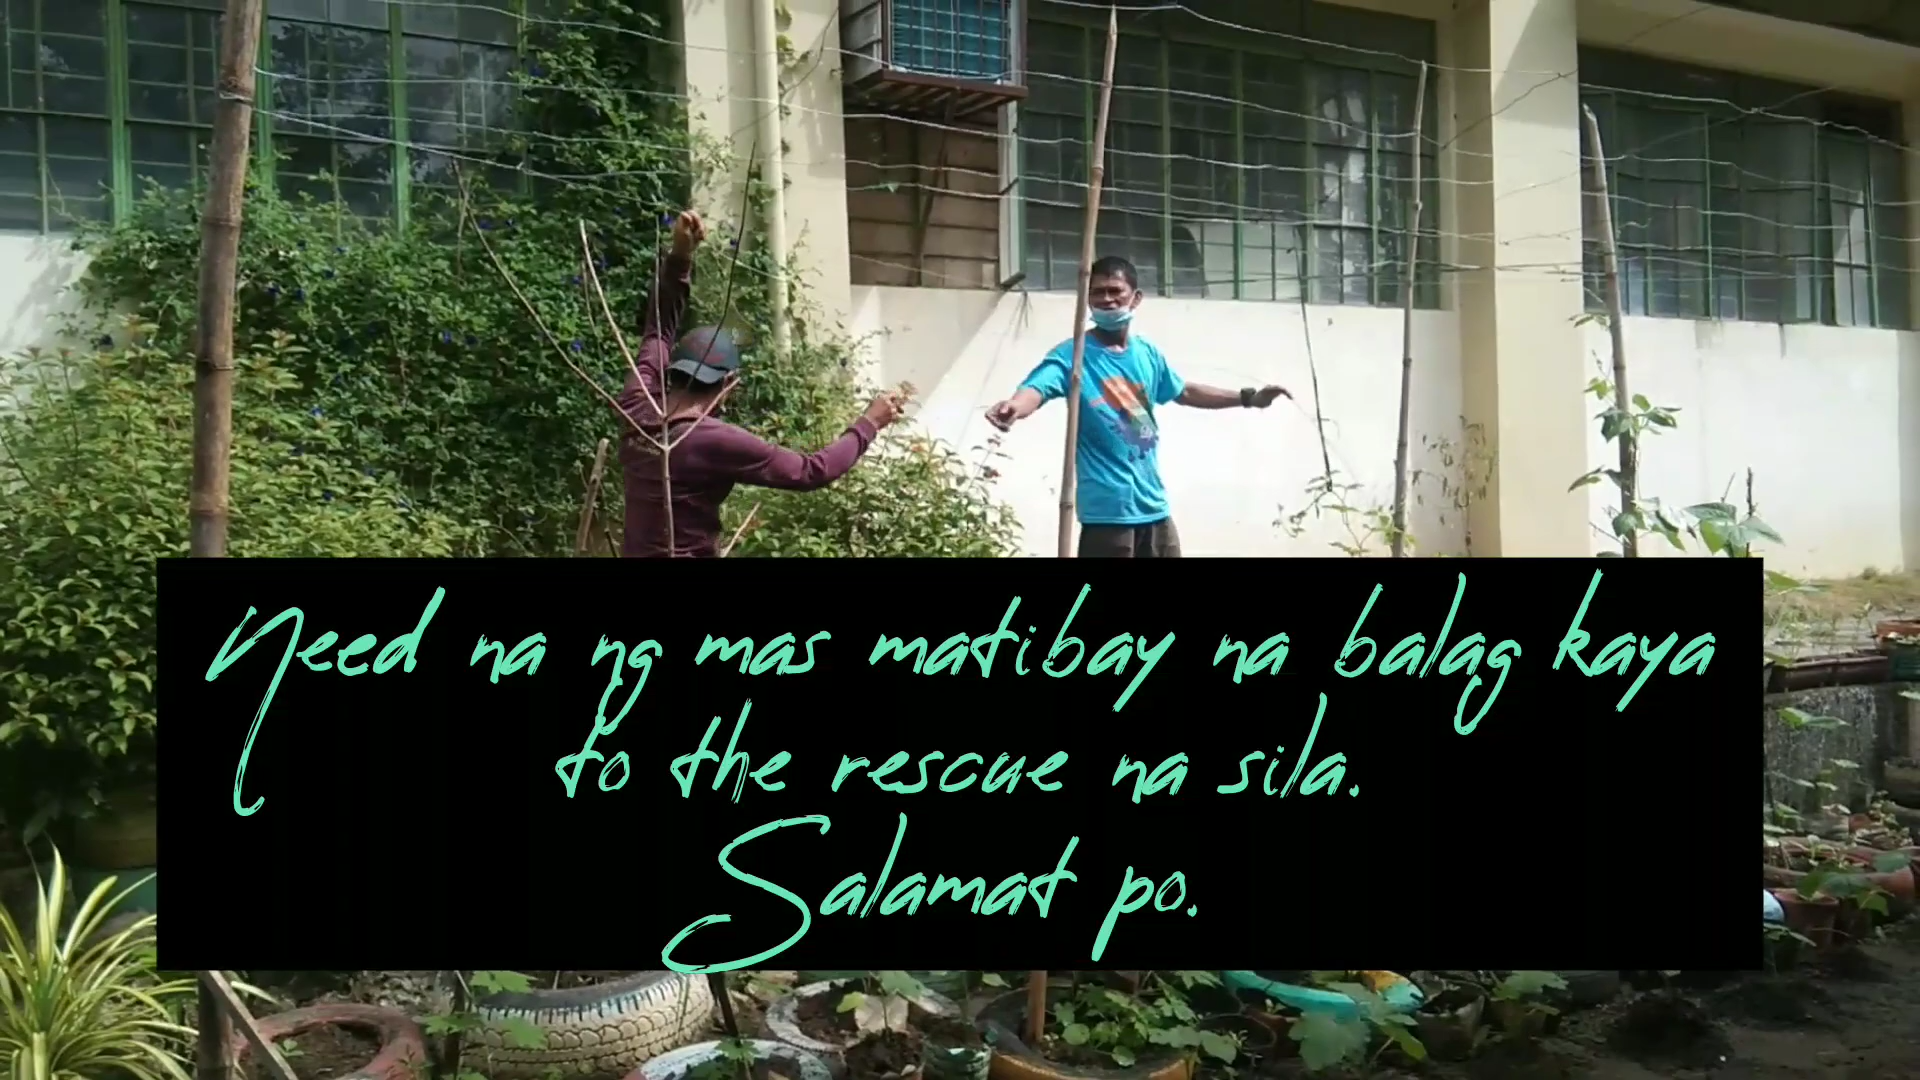 Need na ng mas matibay na balag kaya
to the rescue na sila.
Salamat po.